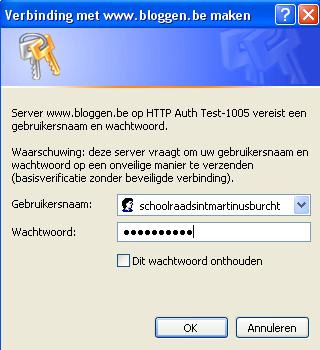 Verbinding met www.bloggen.be maken
Server www.bloggen.be op HTTP Auth Test-1005 vereist een
gebruikersnaam en wachtwoord.
Waarschuwing: deze server vraagt om uw gebruikersnaam en
wachtwoord op een onveilige manier te verzenden
(basisverificatie zonder beveiligde verbinding).
Gebruikersnaam: schoolraadsintmartinusburcht
Wachtwoord: ●●●●●●●●●●
Dit wachtwoord onthouden
OK Annuleren